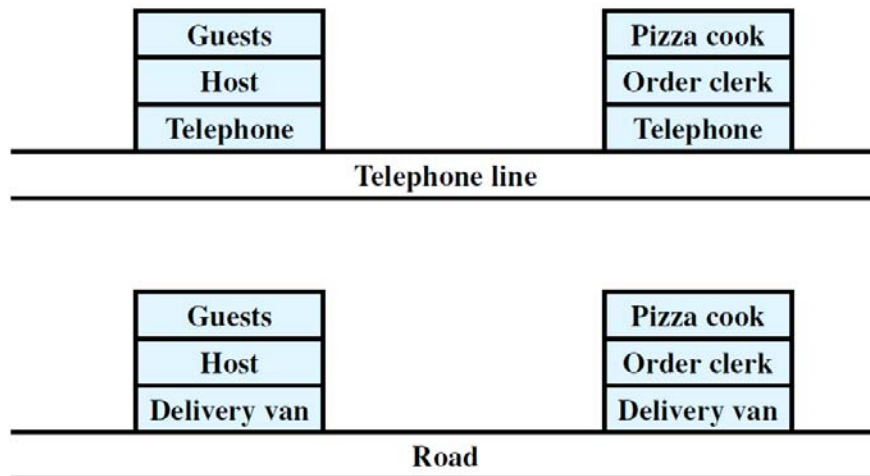 Guests
Pizza cook
Host
Order clerk
Telephone
Telephone
Telephone line
Guests
Pizza cook
Host
Order clerk
Delivery van
Delivery van
Road